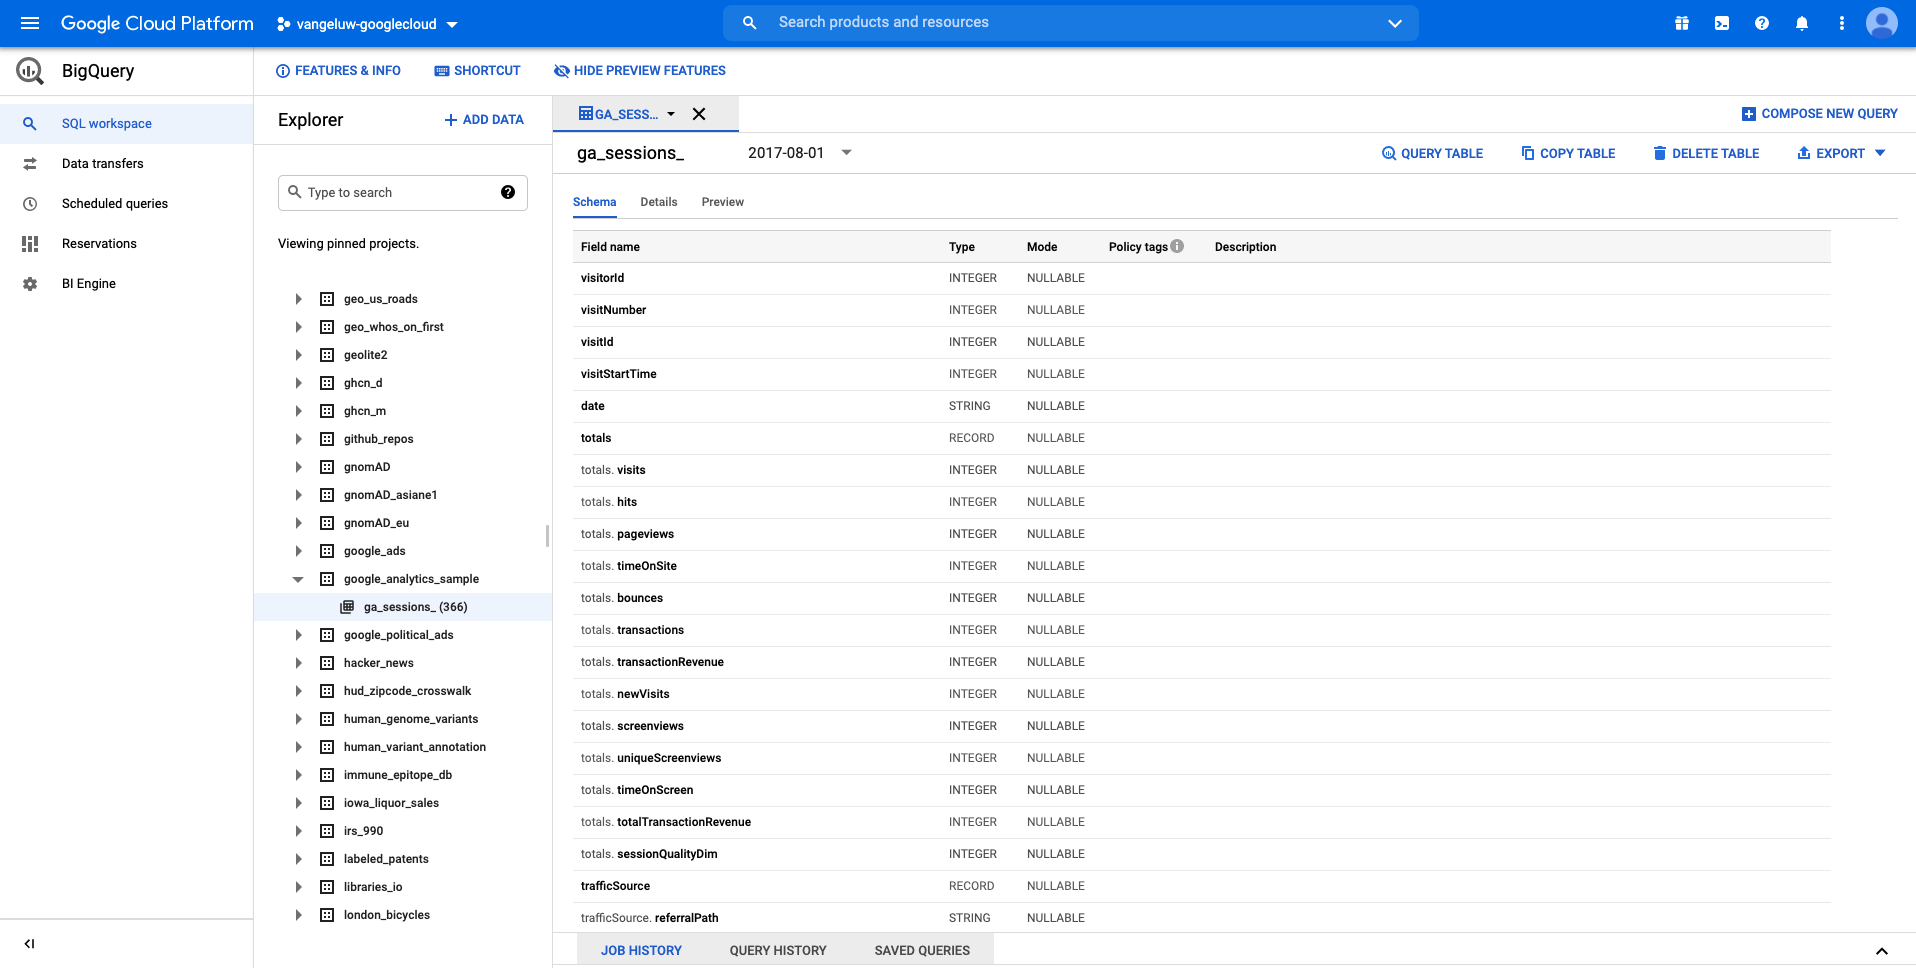 Google Cloud Platform
vangeluw-googlecloud
Search products and resources
BigQuery
FEATURES & INFO
SHORTCUT
HIDE PREVIEW FEATURES
SQL workspace
Data transfers
Scheduled queries
Reservations
BI Engine
Explorer
ADD DATA
Type to search
Viewing pinned projects.
geo_us_roads
geo_whos_on_first
geolite2
ghcn_d
ghcn_m
github_repos
gnomAD
gnomAD_asiane1
gnomAD_eu
google_ads
google_analytics_sample
ga_sessions_ (366)
google_political_ads
hacker_news
hud_zipcode_crosswalk
human_genome_variants
human_variant_annotation
immune_epitope_db
iowa_liquor_sales
irs_990
labeled_patents
libraries_io
london_bicycles
GA_SESS...
COMPOSE NEW QUERY
ga_sessions_ 2017-08-01
QUERY TABLE
COPY TABLE
DELETE TABLE
EXPORT
Schema Details Preview
Field name Type Mode Policy tags Description
visitorId INTEGER NULLABLE
visitNumber INTEGER NULLABLE
visitId INTEGER NULLABLE
visitStartTime INTEGER NULLABLE
date STRING NULLABLE
totals RECORD NULLABLE
totals. visits INTEGER NULLABLE
totals. hits INTEGER NULLABLE
totals. pageviews INTEGER NULLABLE
totals. timeOnSite INTEGER NULLABLE
totals. bounces INTEGER NULLABLE
totals. transactions INTEGER NULLABLE
totals. transactionRevenue INTEGER NULLABLE
totals. newVisits INTEGER NULLABLE
totals. screenviews INTEGER NULLABLE
totals. uniqueScreenviews INTEGER NULLABLE
totals. timeOnScreen INTEGER NULLABLE
totals. totalTransactionRevenue INTEGER NULLABLE
totals. sessionQualityDim INTEGER NULLABLE
trafficSource RECORD NULLABLE
trafficSource. referralPath STRING NULLABLE
JOB HISTORY QUERY HISTORY SAVED QUERIES